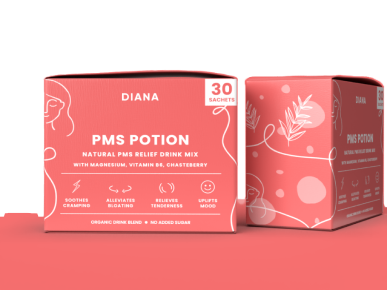 DIANA
30
SACHETS
PMS POTION
NATURAL PMS RELIEF DRINK MIX
WITH MAGNESIUM, VITAMIN B6, CHASTEBERRY
SOOTHES
CRAMPING
ALLEVIATES
BLOATING
RELIEVES
TENDERNESS
UPLIFTS
MOOD
ORGANIC DRINK BLEND ★ NO ADDED SUGAR
PMS POTION